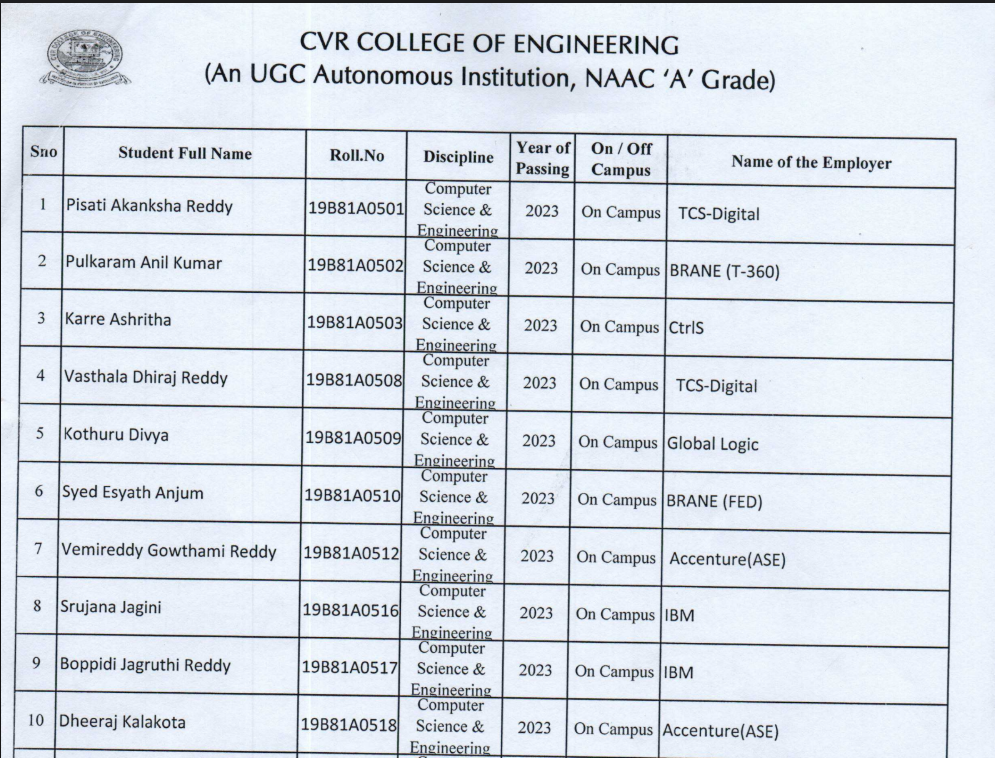 CVR COLLEGE OF ENGINEERING
(An UGC Autonomous Institution, NAAC ‘A’ Grade)
Sno Student Full Name Roll.No Discipline Year of Passing On / Off Campus Name of the Employer
1 Pisati Akanksha Reddy 19B81A0501 Computer Science & Engineering 2023 On Campus TCS-Digital
2 Pulkaram Anil Kumar 19B81A0502 Computer Science & Engineering 2023 On Campus BRANE (T-360)
3 Karre Ashritha 19B81A0503 Computer Science & Engineering 2023 On Campus CtrlS
4 Vasthala Dhiraj Reddy 19B81A0508 Computer Science & Engineering 2023 On Campus TCS-Digital
5 Kothuru Divya 19B81A0509 Computer Science & Engineering 2023 On Campus Global Logic
6 Syed Esyath Anjum 19B81A0510 Computer Science & Engineering 2023 On Campus BRANE (FED)
7 Vemireddy Gowthami Reddy 19B81A0512 Computer Science & Engineering 2023 On Campus Accenture(ASE)
8 Srujana Jagini 19B81A0516 Computer Science & Engineering 2023 On Campus IBM
9 Boppidi Jagruthi Reddy 19B81A0517 Computer Science & Engineering 2023 On Campus IBM
10 Dheeraj Kalakota 19B81A0518 Computer Science & Engineering 2023 On Campus Accenture(ASE)